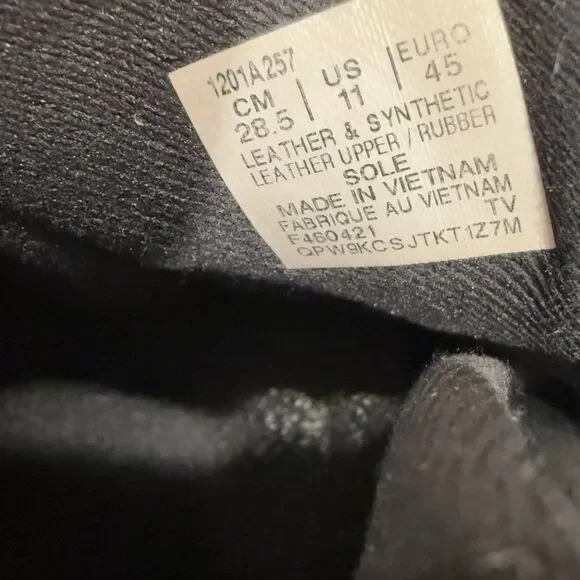 1201A257
CM | US | EURO
28.5 | 11 | 45
LEATHER & SYNTHETIC
LEATHER UPPER / RUBBER
SOLE
MADE IN VIETNAM
FABRIQUE AU VIETNAM
F460421 TV
QPW9KCSJTKT1Z7M